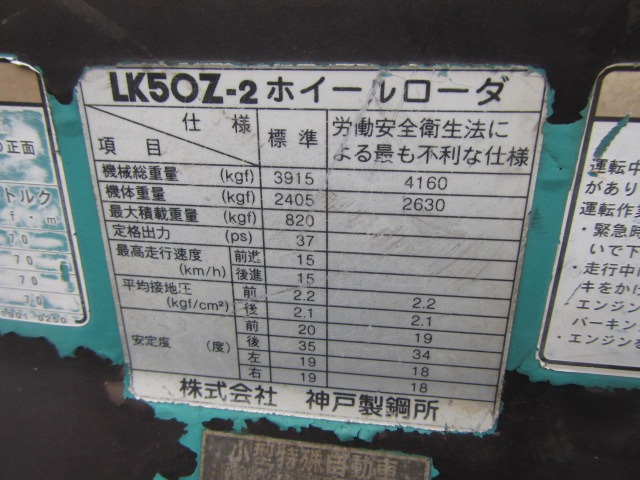 LK50Z-2 ホイールローダ
仕様 標準 労働安全衛生法に
項目 よる最も不利な仕様
機械総重量 (kgf) 3915 4160
機体重量 (kgf) 2405 2630
最大積載重量 (kgf) 820
定格出力 (ps) 37
最高走行速度 (km/h) 前進 15
後進 15
平均接地圧 (kgf/cm²) 前 2.2 2.2
後 2.1 2.1
安定度 (度) 前 20 19
後 35 34
左 19 18
右 19 18
株式会社 神戸製鋼所
小型特殊自動車
の正面
トルク
f・m
70
70
70
70
運転中
があり
運転作業
・緊急時
いで下
・走行中
キをかけ
エンジン
パーキン
・エンジンを